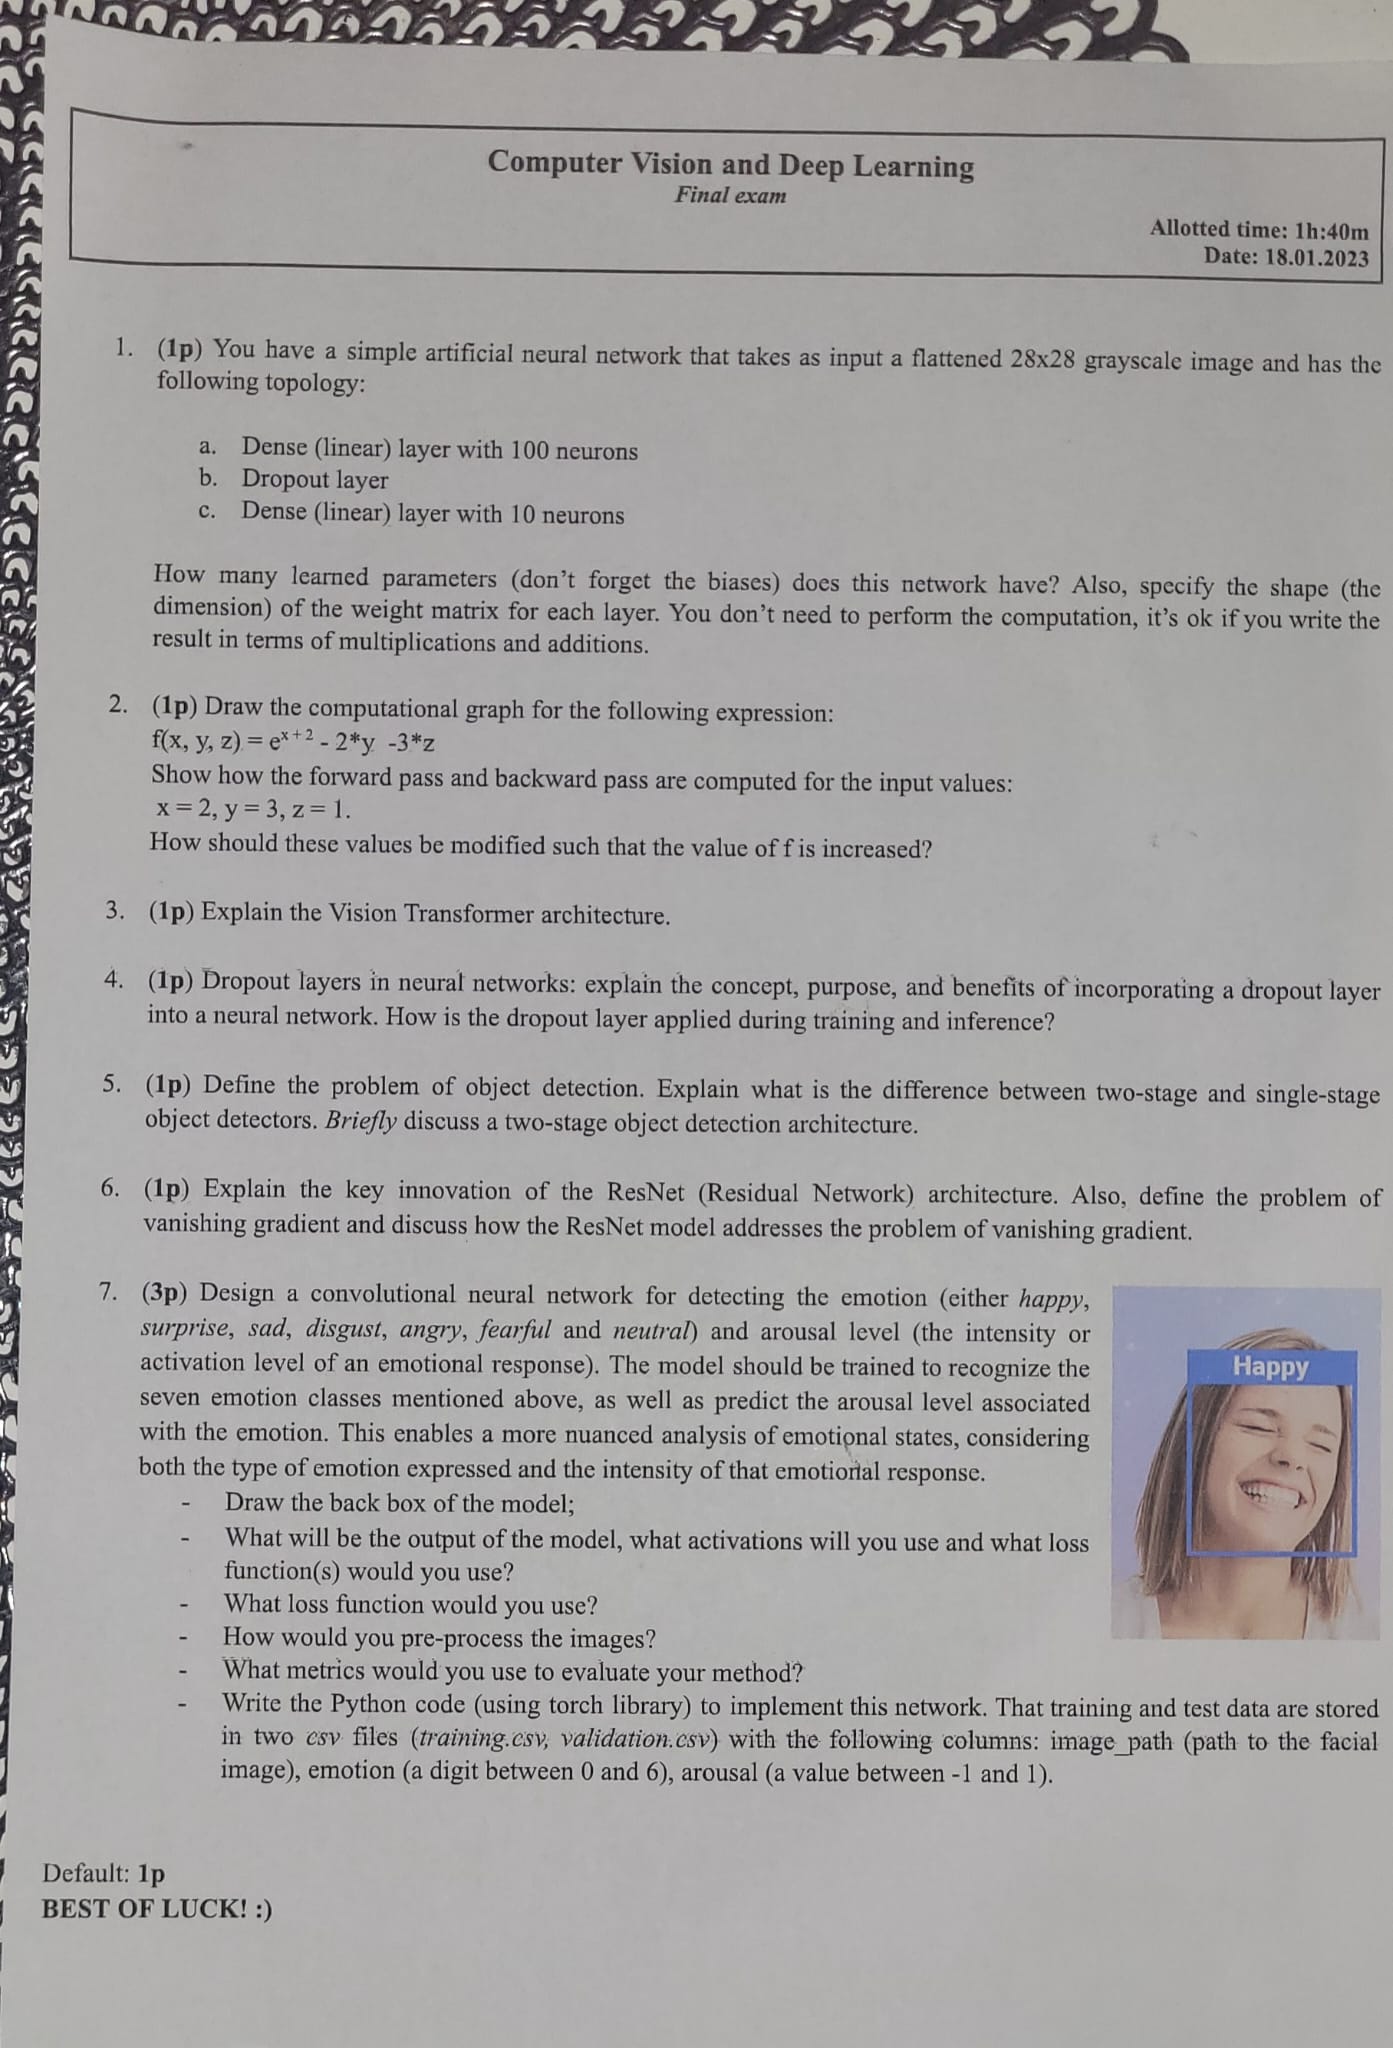 Computer Vision and Deep Learning
Final exam
Allotted time: 1h:40m
Date: 18.01.2023
1. (1p) You have a simple artificial neural network that takes as input a flattened 28x28 grayscale image and has the
following topology:
a. Dense (linear) layer with 100 neurons
b. Dropout layer
c. Dense (linear) layer with 10 neurons
How many learned parameters (don't forget the biases) does this network have? Also, specify the shape (the
dimension) of the weight matrix for each layer. You don't need to perform the computation, it's ok if you write the
result in terms of multiplications and additions.
2. (1p) Draw the computational graph for the following expression:
f(x, y, z) = e^{x+2} - 2*y -3*z
Show how the forward pass and backward pass are computed for the input values:
x = 2, y = 3, z = 1.
How should these values be modified such that the value of f is increased?
3. (1p) Explain the Vision Transformer architecture.
4. (1p) Dropout layers in neural networks: explain the concept, purpose, and benefits of incorporating a dropout layer
into a neural network. How is the dropout layer applied during training and inference?
5. (1p) Define the problem of object detection. Explain what is the difference between two-stage and single-stage
object detectors. Briefly discuss a two-stage object detection architecture.
6. (1p) Explain the key innovation of the ResNet (Residual Network) architecture. Also, define the problem of
vanishing gradient and discuss how the ResNet model addresses the problem of vanishing gradient.
7. (3p) Design a convolutional neural network for detecting the emotion (either happy,
surprise, sad, disgust, angry, fearful and neutral) and arousal level (the intensity or
activation level of an emotional response). The model should be trained to recognize the
seven emotion classes mentioned above, as well as predict the arousal level associated
with the emotion. This enables a more nuanced analysis of emotional states, considering
both the type of emotion expressed and the intensity of that emotional response.
Happy
- Draw the back box of the model;
- What will be the output of the model, what activations will you use and what loss
function(s) would you use?
- What loss function would you use?
- How would you pre-process the images?
- What metrics would you use to evaluate your method?
- Write the Python code (using torch library) to implement this network. That training and test data are stored
in two csv files (training.csv, validation.csv) with the following columns: image_path (path to the facial
image), emotion (a digit between 0 and 6), arousal (a value between -1 and 1).
Default: 1p
BEST OF LUCK! :)